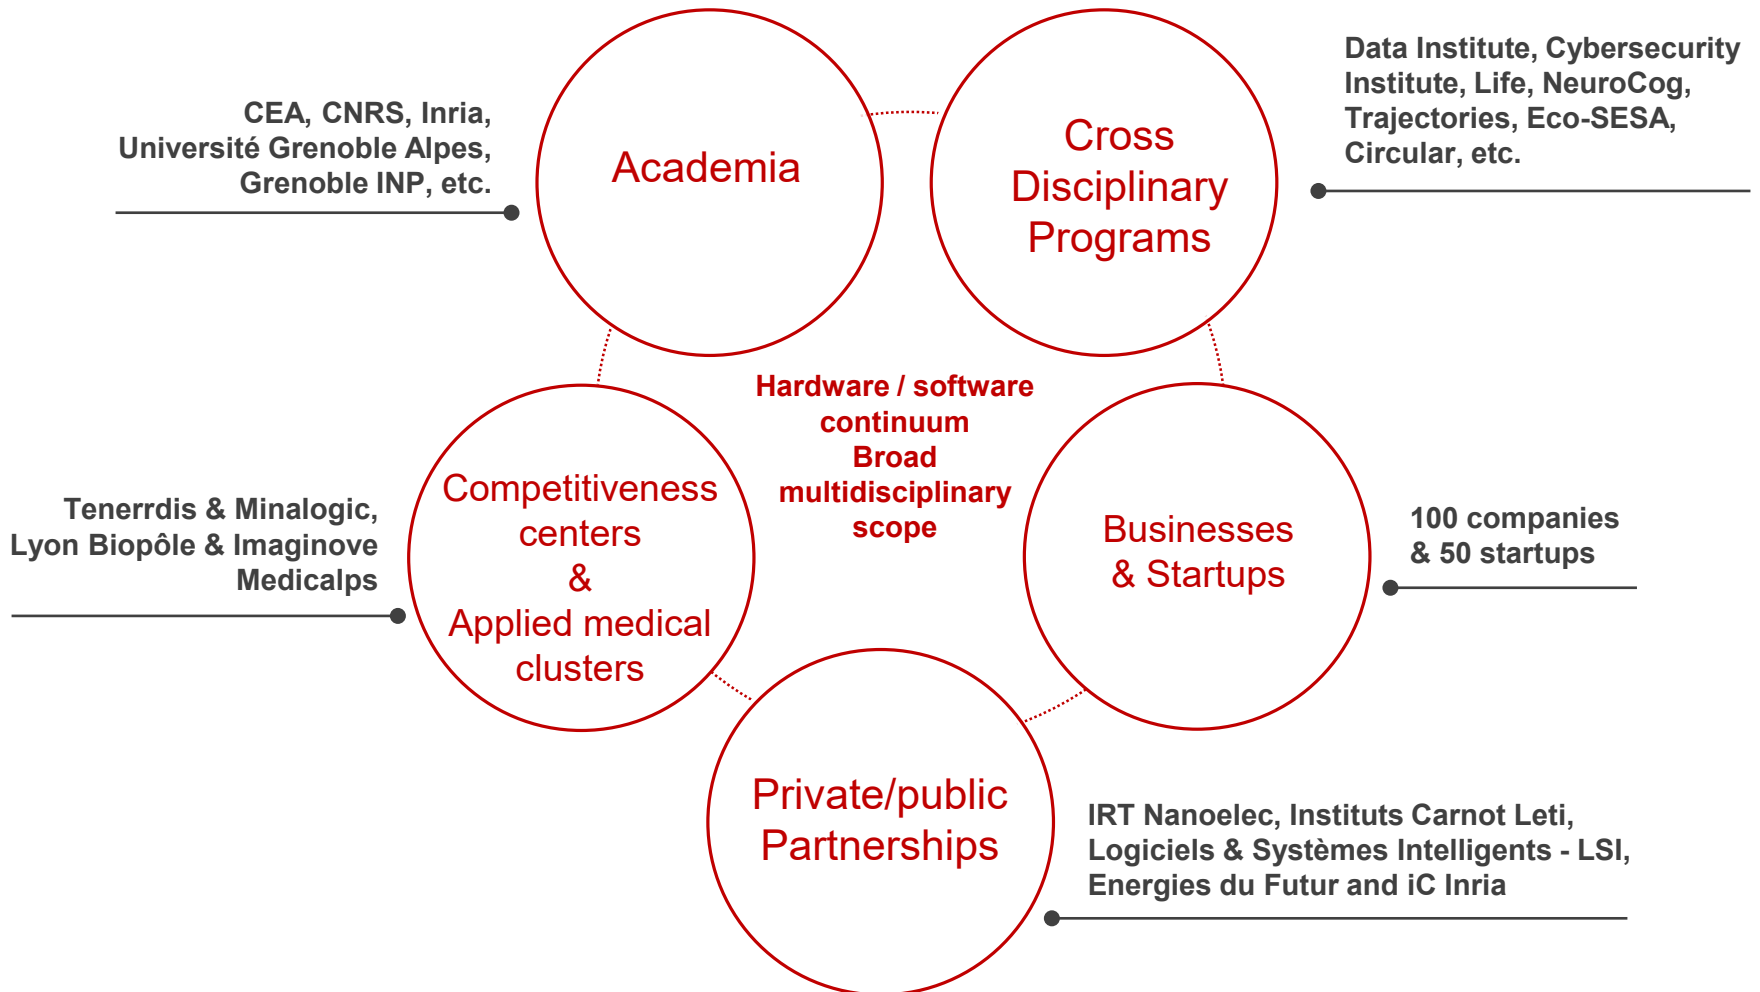 CEA, CNRS, Inria,
Université Grenoble Alpes,
Grenoble INP, etc.
Academia
Cross
Disciplinary
Programs
Data Institute, Cybersecurity
Institute, Life, NeuroCog,
Trajectories, Eco-SESA,
Circular, etc.
Hardware / software
continuum
Broad
multidisciplinary
scope
Tenerrdis & Minalogic,
Lyon Biopôle & Imaginove
Medicalps
Competitiveness
centers
&
Applied medical
clusters
Businesses
& Startups
100 companies
& 50 startups
Private/public
Partnerships
IRT Nanoelec, Instituts Carnot Leti,
Logiciels & Systèmes Intelligents - LSI,
Energies du Futur and iC Inria